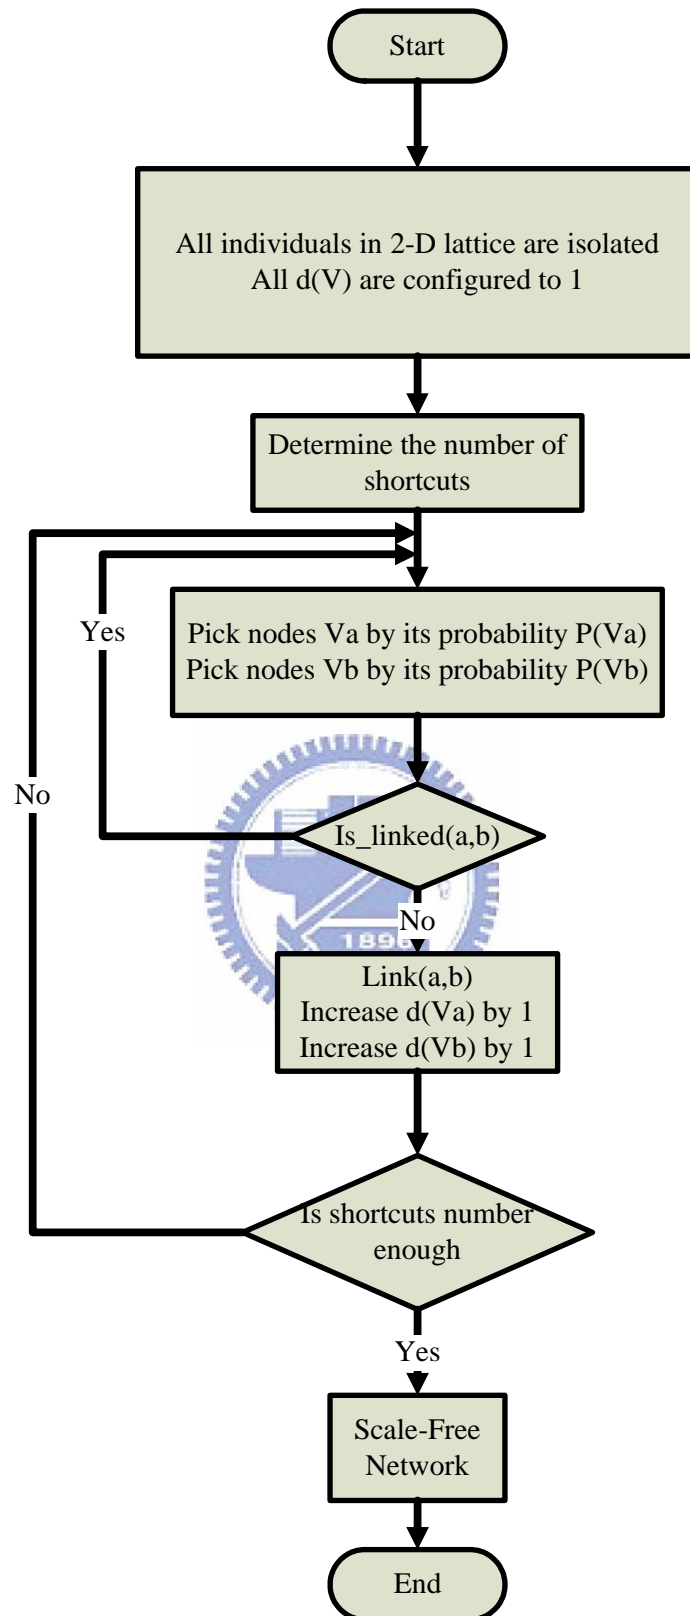 Start
All individuals in 2-D lattice are isolated
All d(V) are configured to 1
Determine the number of
shortcuts
Yes
Pick nodes Va by its probability P(Va)
Pick nodes Vb by its probability P(Vb)
No
Is_linked(a,b)
No
1896
Link(a,b)
Increase d(Va) by 1
Increase d(Vb) by 1
Is shortcuts number
enough
Yes
Scale-Free
Network
End